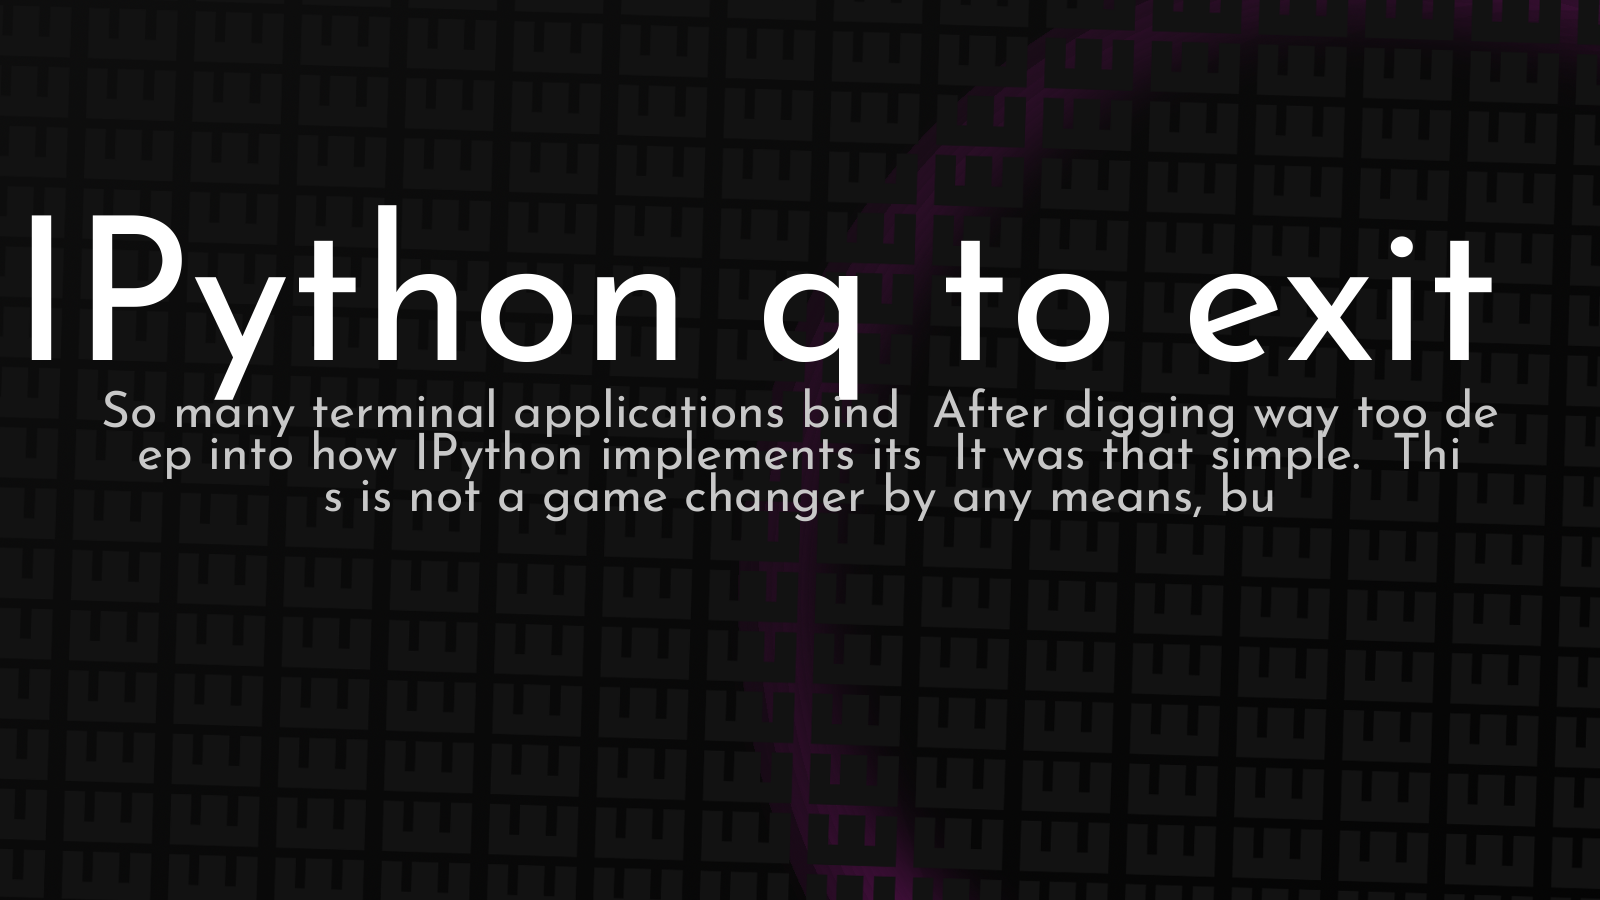 IPython q to exit
So many terminal applications bind  After digging way too de
ep into how IPython implements its  It was that simple.  Thi
s is not a game changer by any means, bu